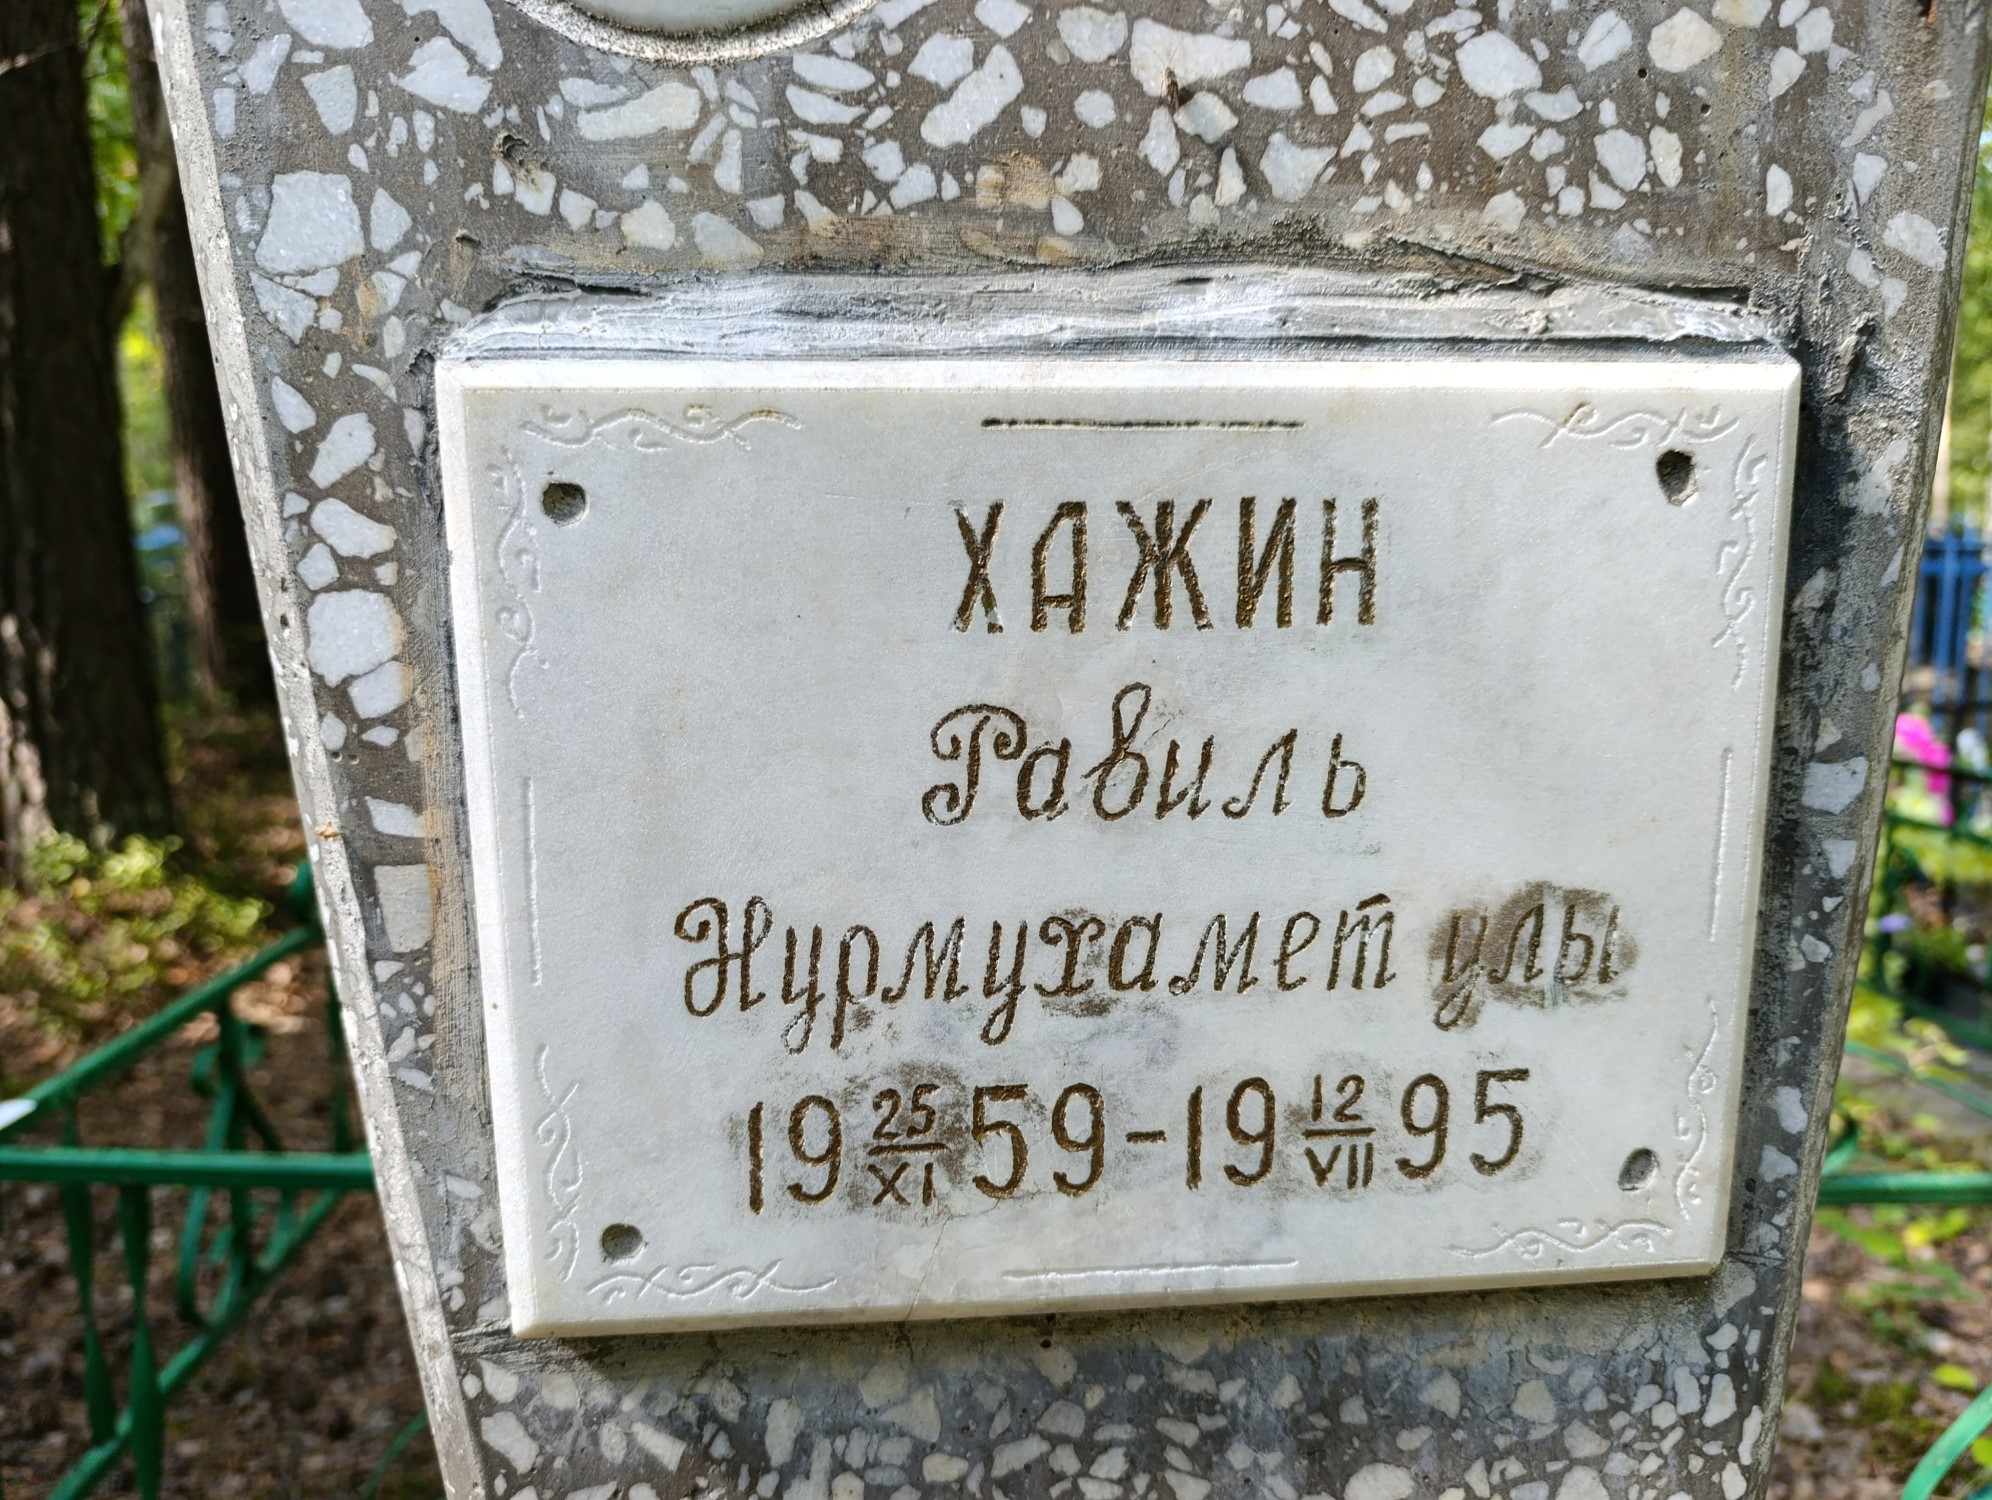 ХАЖИН
Равиль
Нурмухамет улы
19 25/XI 59-19 12/VII 95